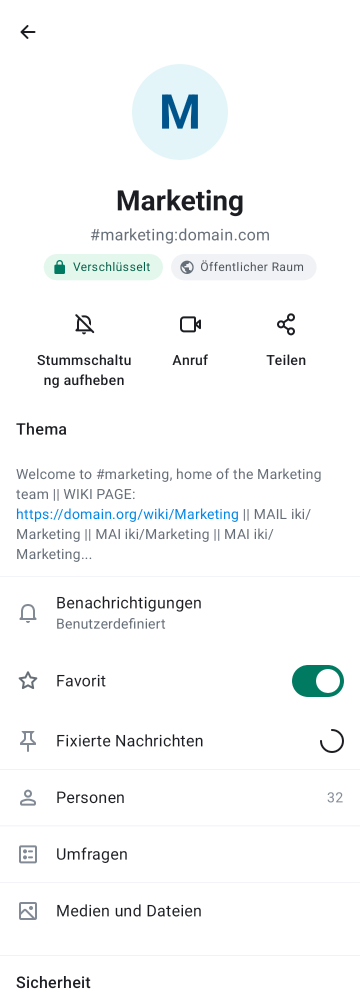 M
Marketing
#marketing:domain.com
Verschlüsselt
Öffentlicher Raum
Stummschaltu
ng aufheben
Anruf
Teilen
Thema
Welcome to #marketing, home of the Marketing
team || WIKI PAGE:
https://domain.org/wiki/Marketing || MAIL iki/
Marketing || MAI iki/Marketing || MAI iki/
Marketing...
Benachrichtigungen
Benutzerdefiniert
Favorit
Fixierte Nachrichten
Personen
32
Umfragen
Medien und Dateien
Sicherheit